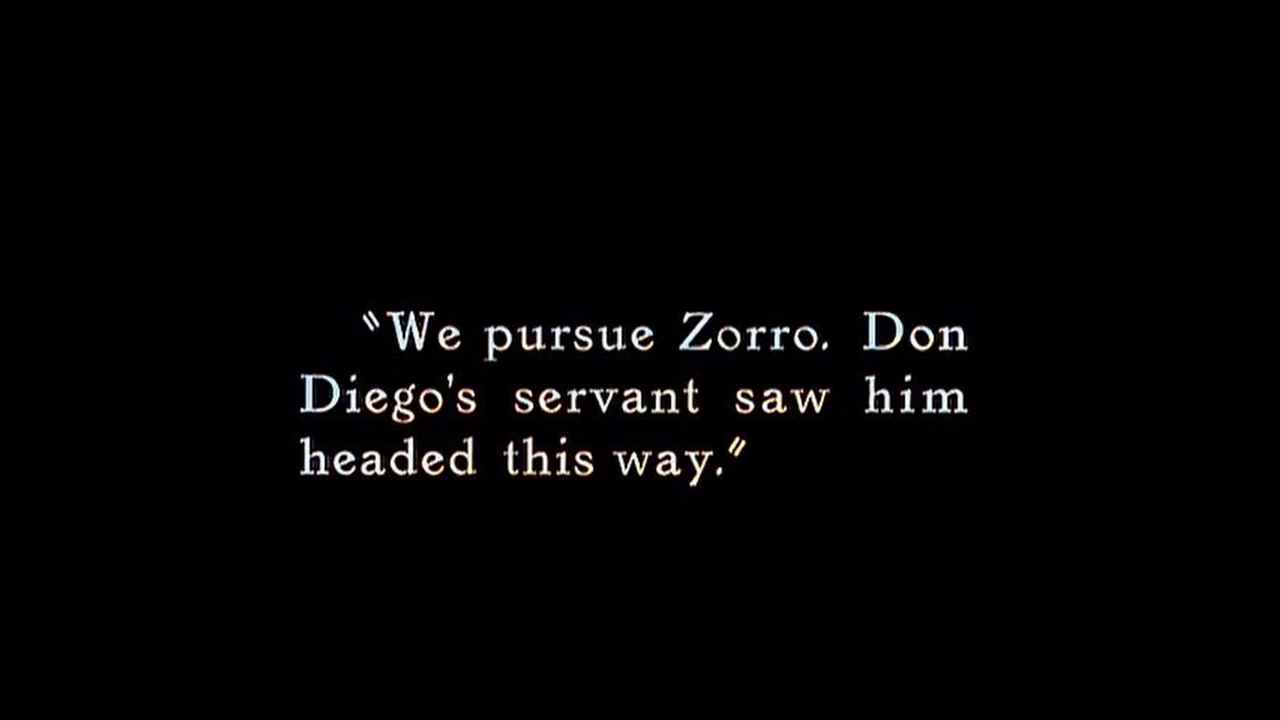 "We pursue Zorro. Don
Diego's servant saw him
headed this way."